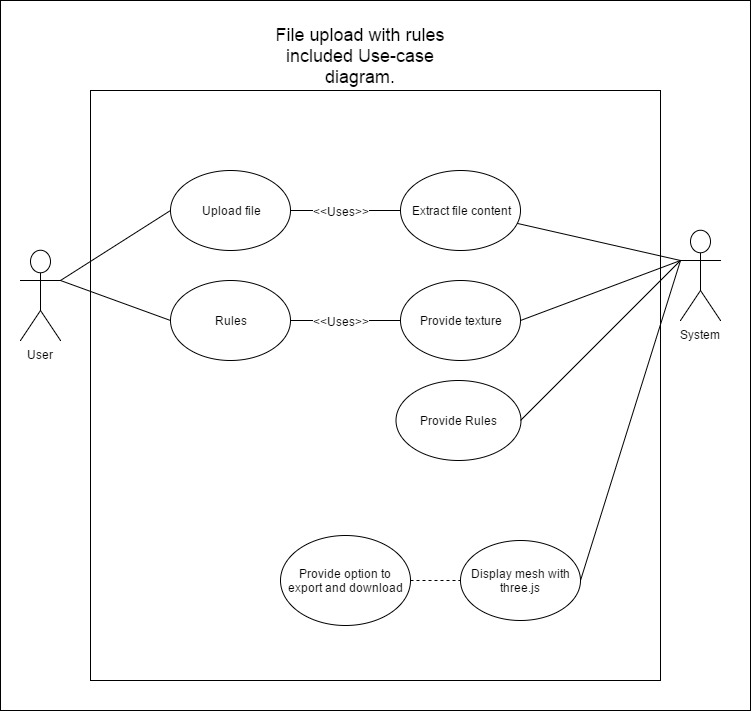 File upload with rules
included Use-case
diagram.
Upload file
<<Uses>>
Extract file content
Rules
<<Uses>>
Provide texture
User
System
Provide Rules
Provide option to
export and download
Display mesh with
three.js